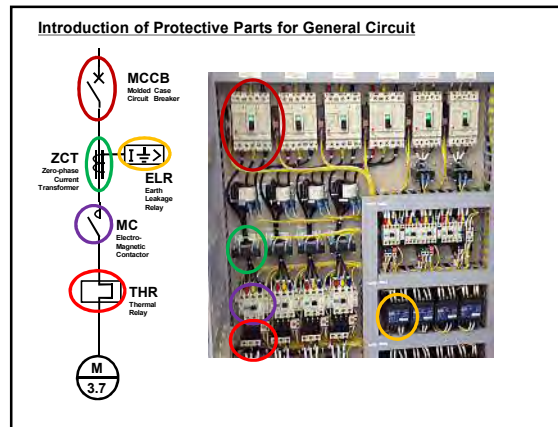 Introduction of Protective Parts for General Circuit
MCCB
Molded Case
Circuit Breaker
ZCT
Zero-phase
Current
Transformer
I >
ELR
Earth
Leakage
Relay
MC
Electro-
Magnetic
Contactor
THR
Thermal
Relay
M
3.7